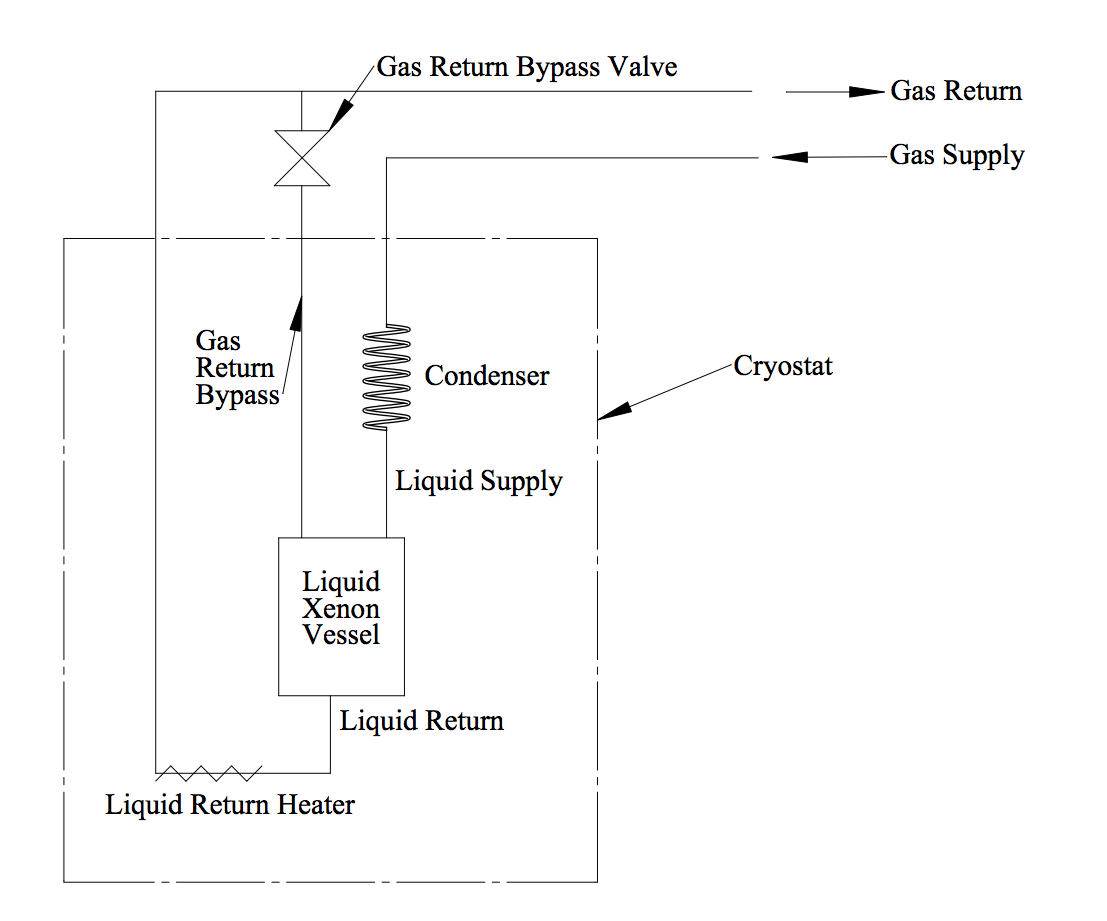 Gas Return Bypass Valve
Gas Return
Gas Supply
Gas
Return
Bypass
Condenser
Cryostat
Liquid Supply
Liquid
Xenon
Vessel
Liquid Return
Liquid Return Heater